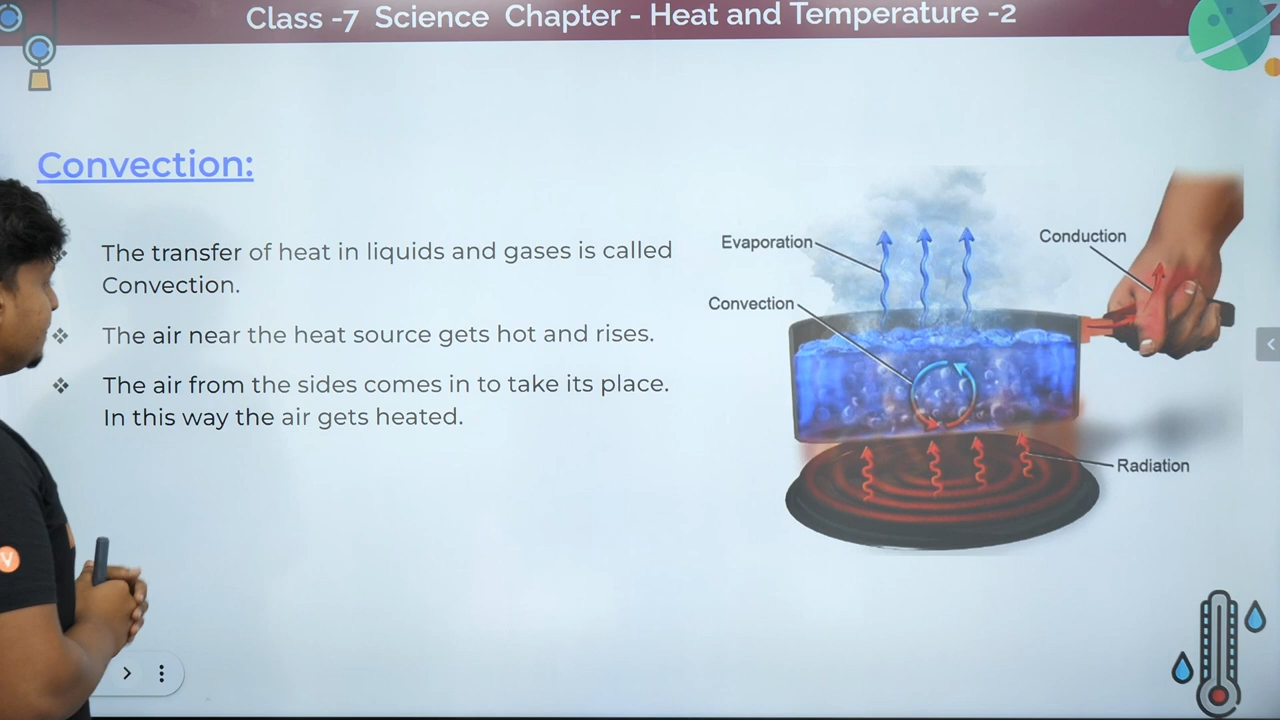 Class -7 Science Chapter - Heat and Temperature -2
Convection:
The transfer of heat in liquids and gases is called
Convection.
The air near the heat source gets hot and rises.
The air from the sides comes in to take its place.
In this way the air gets heated.
Evaporation
Conduction
Convection
Radiation
V